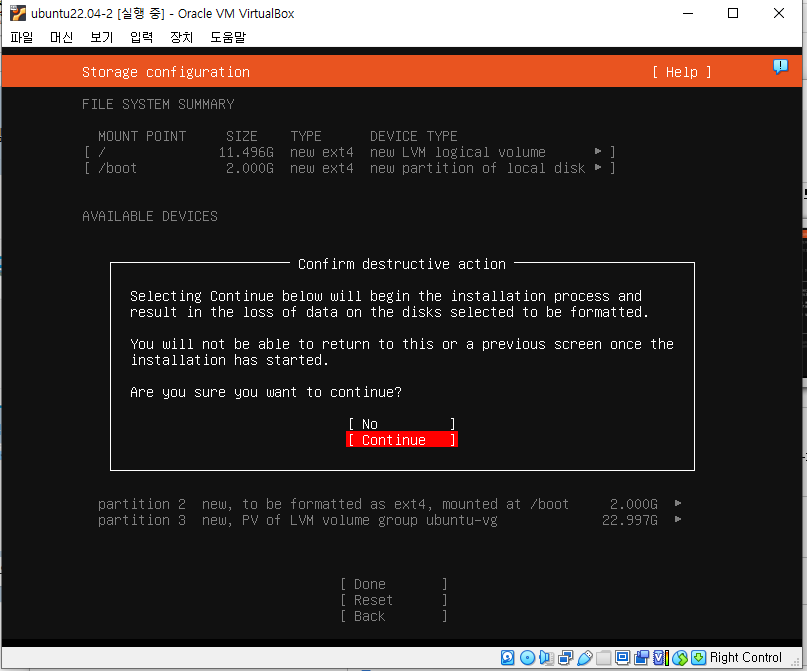 ubuntu22.04-2 [실행 중] - Oracle VM VirtualBox
파일 머신 보기 입력 장치 도움말
Storage configuration [ Help ]
FILE SYSTEM SUMMARY
MOUNT POINT SIZE TYPE DEVICE TYPE
[ / 11.496G new ext4 new LVM logical volume ▸ ]
[ /boot 2.000G new ext4 new partition of local disk ▸ ]
AVAILABLE DEVICES
Confirm destructive action
Selecting Continue below will begin the installation process and
result in the loss of data on the disks selected to be formatted.
You will not be able to return to this or a previous screen once the
installation has started.
Are you sure you want to continue?
[ No ]
[ Continue ]
partition 2 new, to be formatted as ext4, mounted at /boot 2.000G ▸
partition 3 new, PV of LVM volume group ubuntu-vg 22.997G ▸
[ Done ]
[ Reset ]
[ Back ]
Right Control